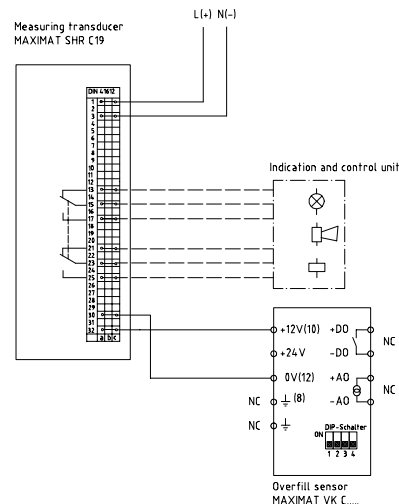 L(+) N(-)
Measuring transducer
MAXIMAT SHR C19
DIN 41612
1
2
3
4
5
6
7
8
9
10
11
12
13
14
15
16
17
18
19
20
21
22
23
24
25
26
27
28
29
30
31
32
a b c
Indication and control unit
+12V(10) +DO
NC
+24V -DO
0V(12) +AO
NC
NC (8) -AO
NC
DIP-Schalter
ON
1 2 3 4
Overfill sensor
MAXIMAT VK C.....